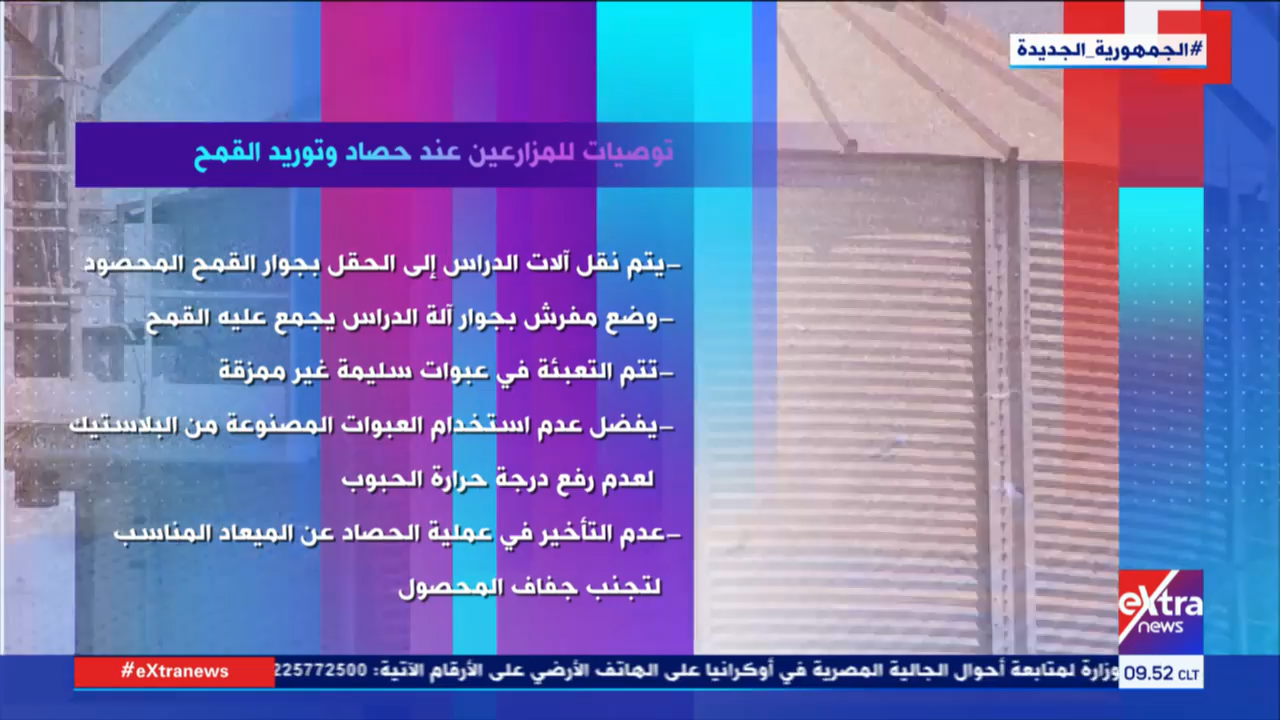 #الجمهورية_الجديدة
توصيات للمزارعين عند حصاد وتوريد القمح
-يتم نقل آلات الدراس إلى الحقل بجوار القمح المحصود
-وضع مفرش بجوار آلة الدراس يجمع عليه القمح
-تتم التعبئة في عبوات سليمة غير ممزقة
-يفضل عدم استخدام العبوات المصنوعة من البلاستيك
لعدم رفع درجة حرارة الحبوب
-عدم التأخير في عملية الحصاد عن الميعاد المناسب
لتجنب جفاف المحصول
eXtra
news
وزارة لمتابعة أحوال الجالية المصرية في أوكرانيا على الهاتف الأرضي على الأرقام الآتية: 225772500
#eXtranews
09.52 CLT